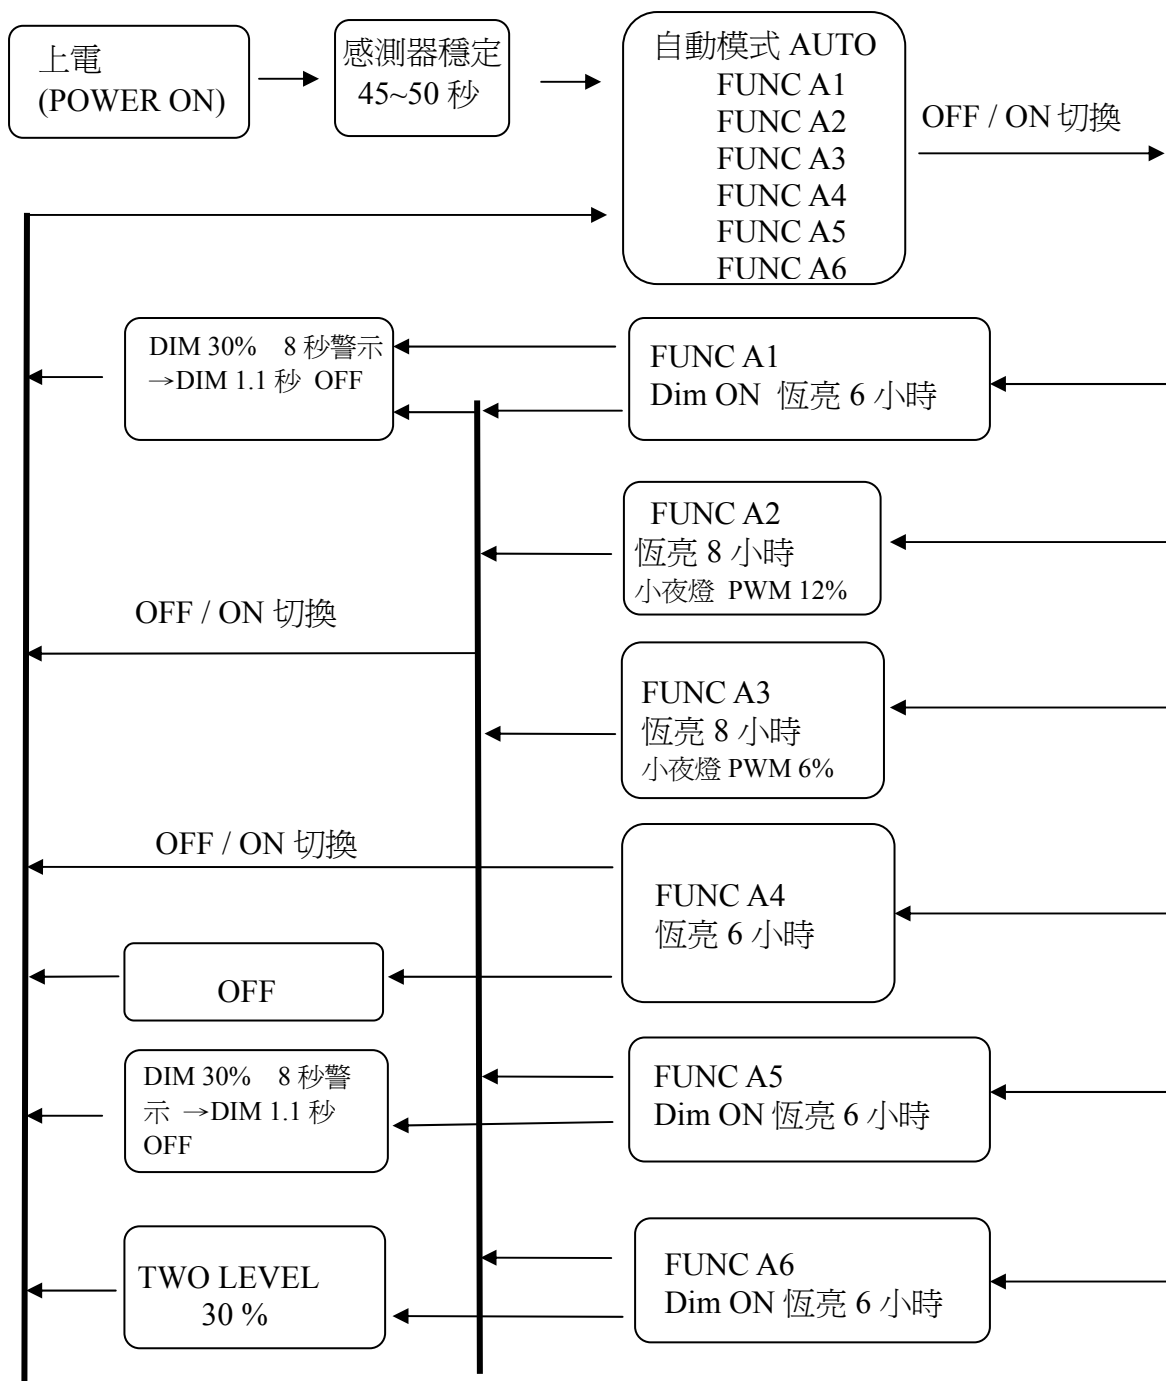 上電
(POWER ON)
感測器穩定
45~50 秒
自動模式 AUTO
FUNC A1
FUNC A2
FUNC A3
FUNC A4
FUNC A5
FUNC A6
OFF / ON 切換
DIM 30% 8 秒警示
→DIM 1.1 秒 OFF
FUNC A1
Dim ON 恆亮 6 小時
FUNC A2
恆亮 8 小時
小夜燈 PWM 12%
OFF / ON 切換
FUNC A3
恆亮 8 小時
小夜燈 PWM 6%
OFF / ON 切換
FUNC A4
恆亮 6 小時
OFF
DIM 30% 8 秒警
示 →DIM 1.1 秒
OFF
FUNC A5
Dim ON 恆亮 6 小時
TWO LEVEL
30 %
FUNC A6
Dim ON 恆亮 6 小時